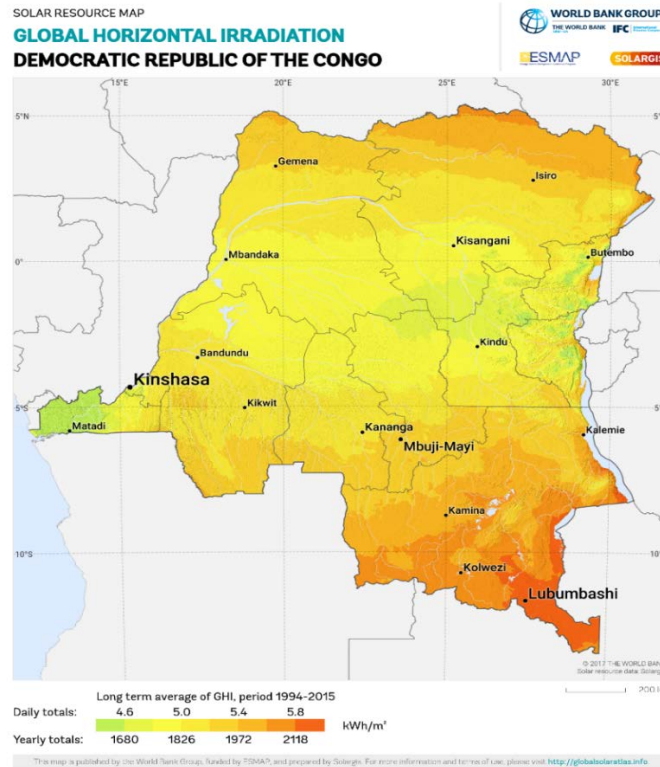 SOLAR RESOURCE MAP
GLOBAL HORIZONTAL IRRADIATION
DEMOCRATIC REPUBLIC OF THE CONGO
WORLD BANK GROUP
THE WORLD BANK IFC
ESMAP
SOLARGIS
15°E 20°E 25°E 30°E
5°N
Gemena
Isiro
Kisangani
Butembo
0°
Mbandaka
Kindu
Bandundu
Kinshasa
Kikwit
5°S
Matadi
Kananga
Mbuji-Mayi
Kalemie
Kamina
10°S
Kolwezi
Lubumbashi
© 2017 THE WORLD BAN
Solar resource data: Solarg
200
Long term average of GHI, period 1994-2015
Daily totals: 4.6 5.0 5.4 5.8
kWh/m²
Yearly totals: 1680 1826 1972 2118
This map is published by the World Bank Group, funded by ESMAP, and prepared by Solargis. For more information and terms of use, please visit http://globalsolaratlas.info